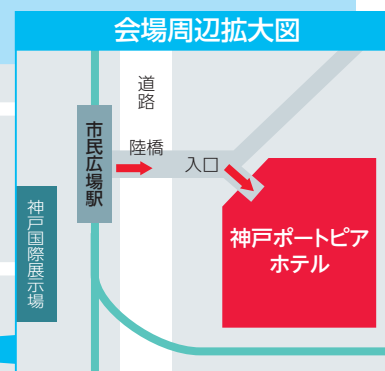 会場周辺拡大図
道路
陸橋
入口
市民広場駅
神戸国際展示場
神戸ポートピア
ホテル